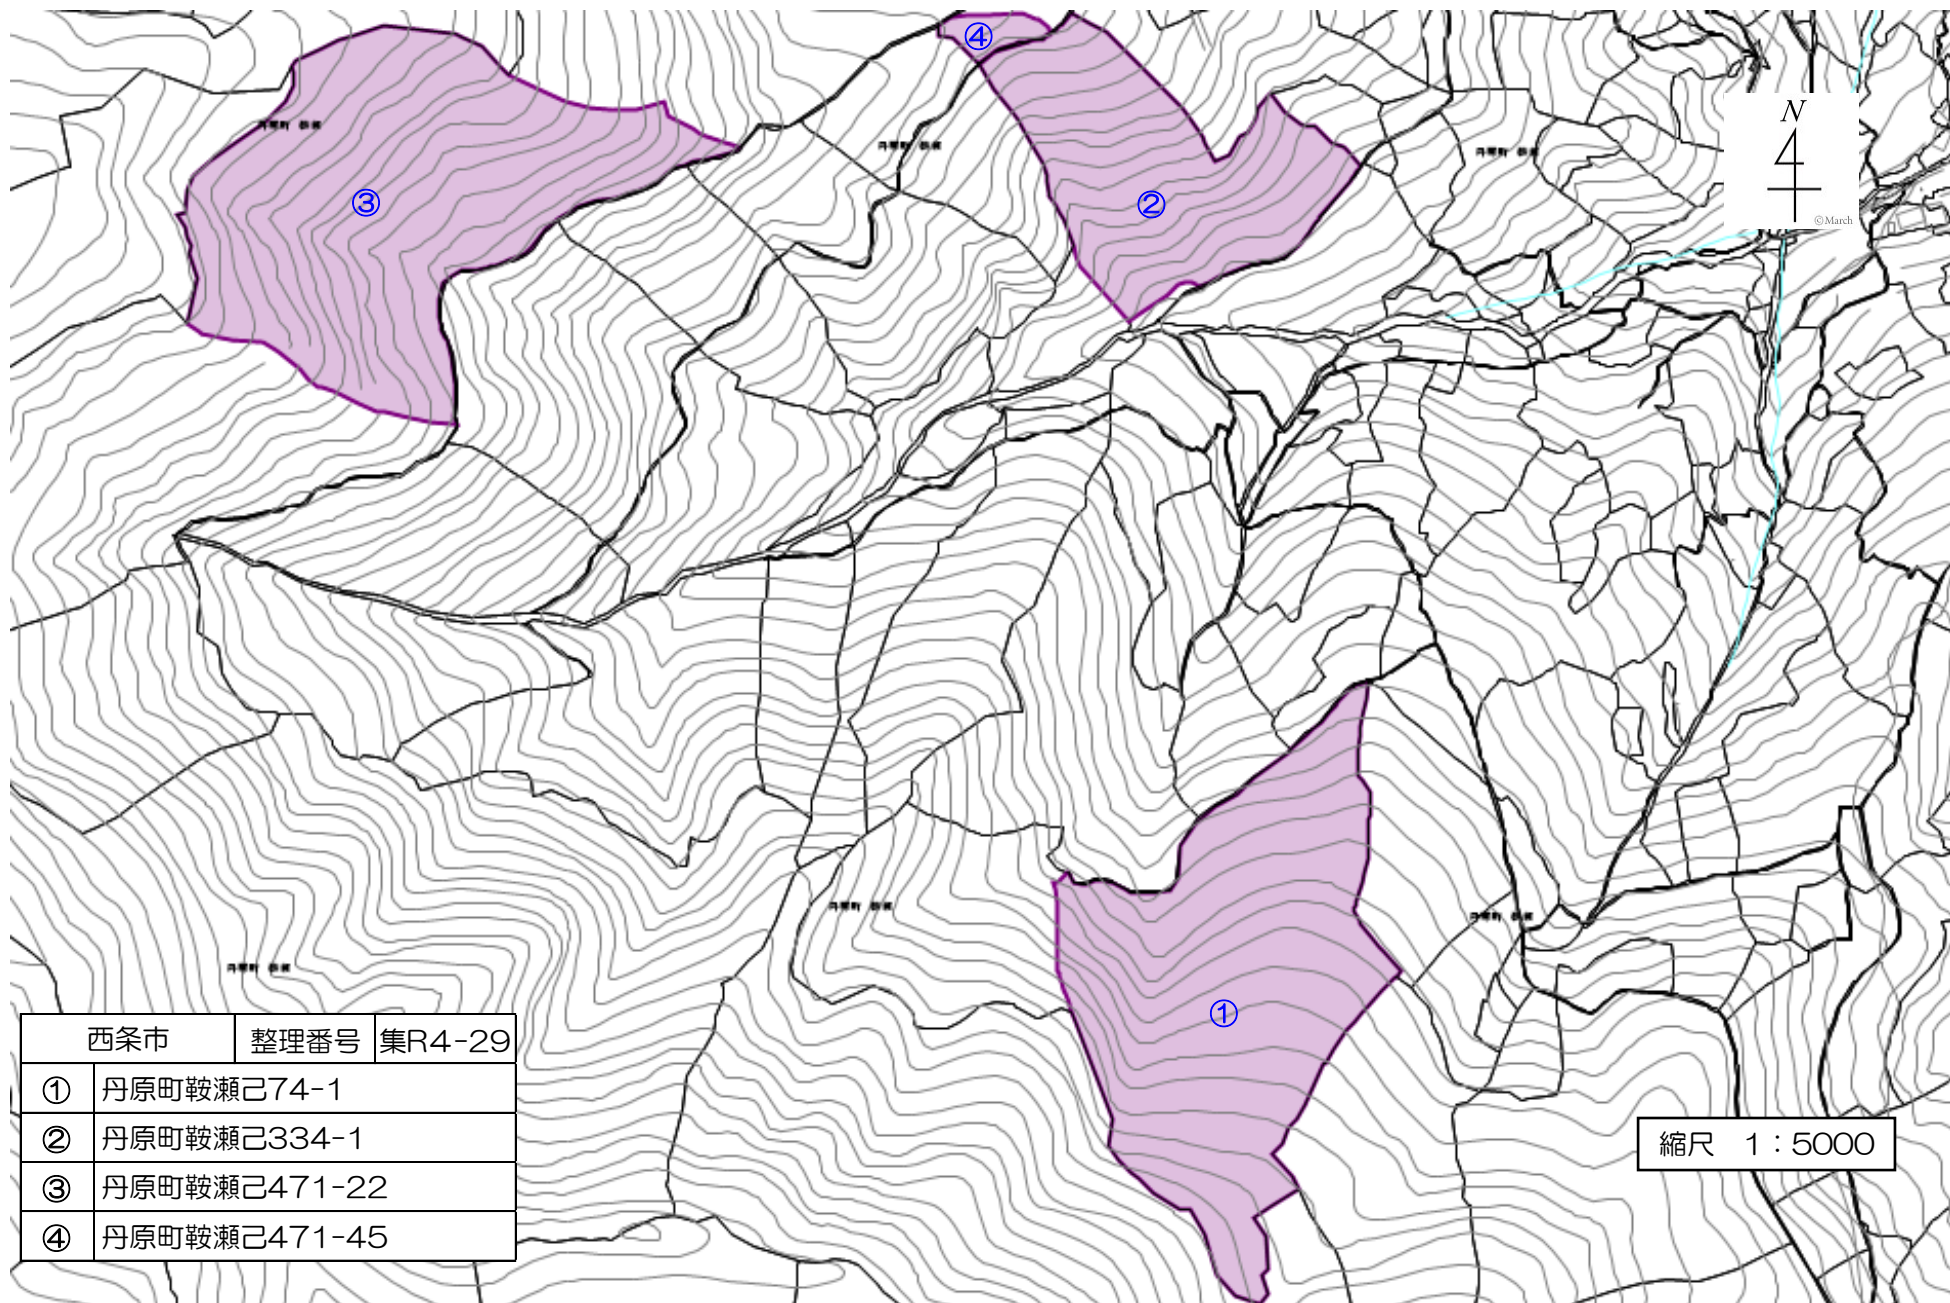 ④
③
②
N
©March
①
西条市 整理番号 集R4-29
① 丹原町鞍瀬己74-1
② 丹原町鞍瀬己334-1
③ 丹原町鞍瀬己471-22
④ 丹原町鞍瀬己471-45
縮尺 1：5000